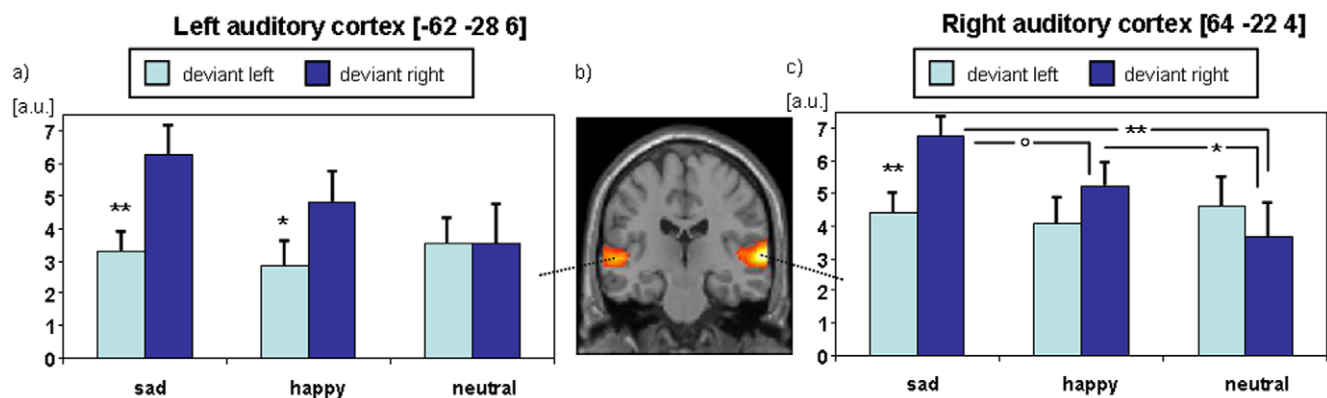 Left auditory cortex [-62 -28 6]
a)
deviant left deviant right
[a.u.]
7
6
5
4
3
2
1
0
**
*
sad happy neutral
b)
Right auditory cortex [64 -22 4]
c)
deviant left deviant right
[a.u.]
7
6
5
4
3
2
1
0
**
**
°
*
sad happy neutral